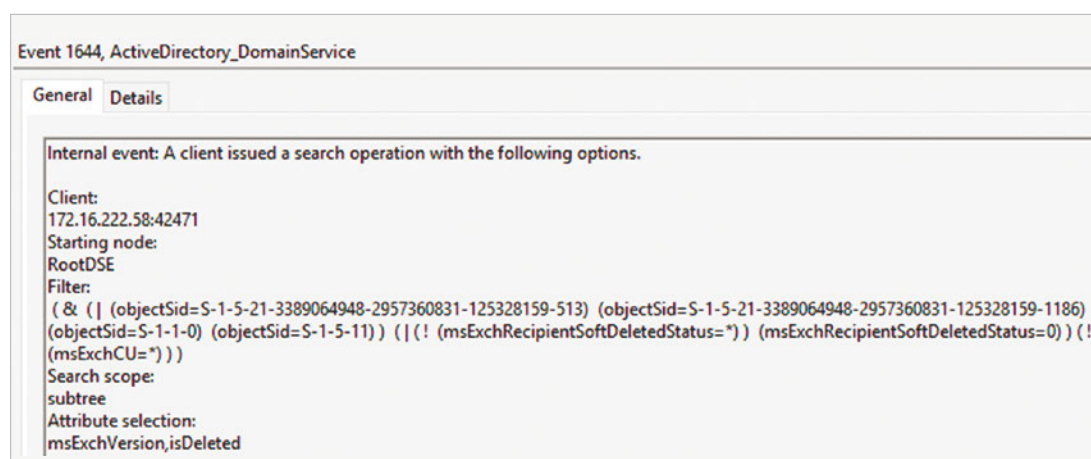 Event 1644, ActiveDirectory_DomainService
General Details
Internal event: A client issued a search operation with the following options.
Client:
172.16.222.58:42471
Starting node:
RootDSE
Filter:
( & (| (objectSid=S-1-5-21-3389064948-2957360831-125328159-513) (objectSid=S-1-5-21-3389064948-2957360831-125328159-1186)
(objectSid=S-1-1-0) (objectSid=S-1-5-11) ) ( | (! (msExchRecipientSoftDeletedStatus=*) ) (msExchRecipientSoftDeletedStatus=0) ) ( !
(msExchCU=*) ) )
Search scope:
subtree
Attribute selection:
msExchVersion,isDeleted